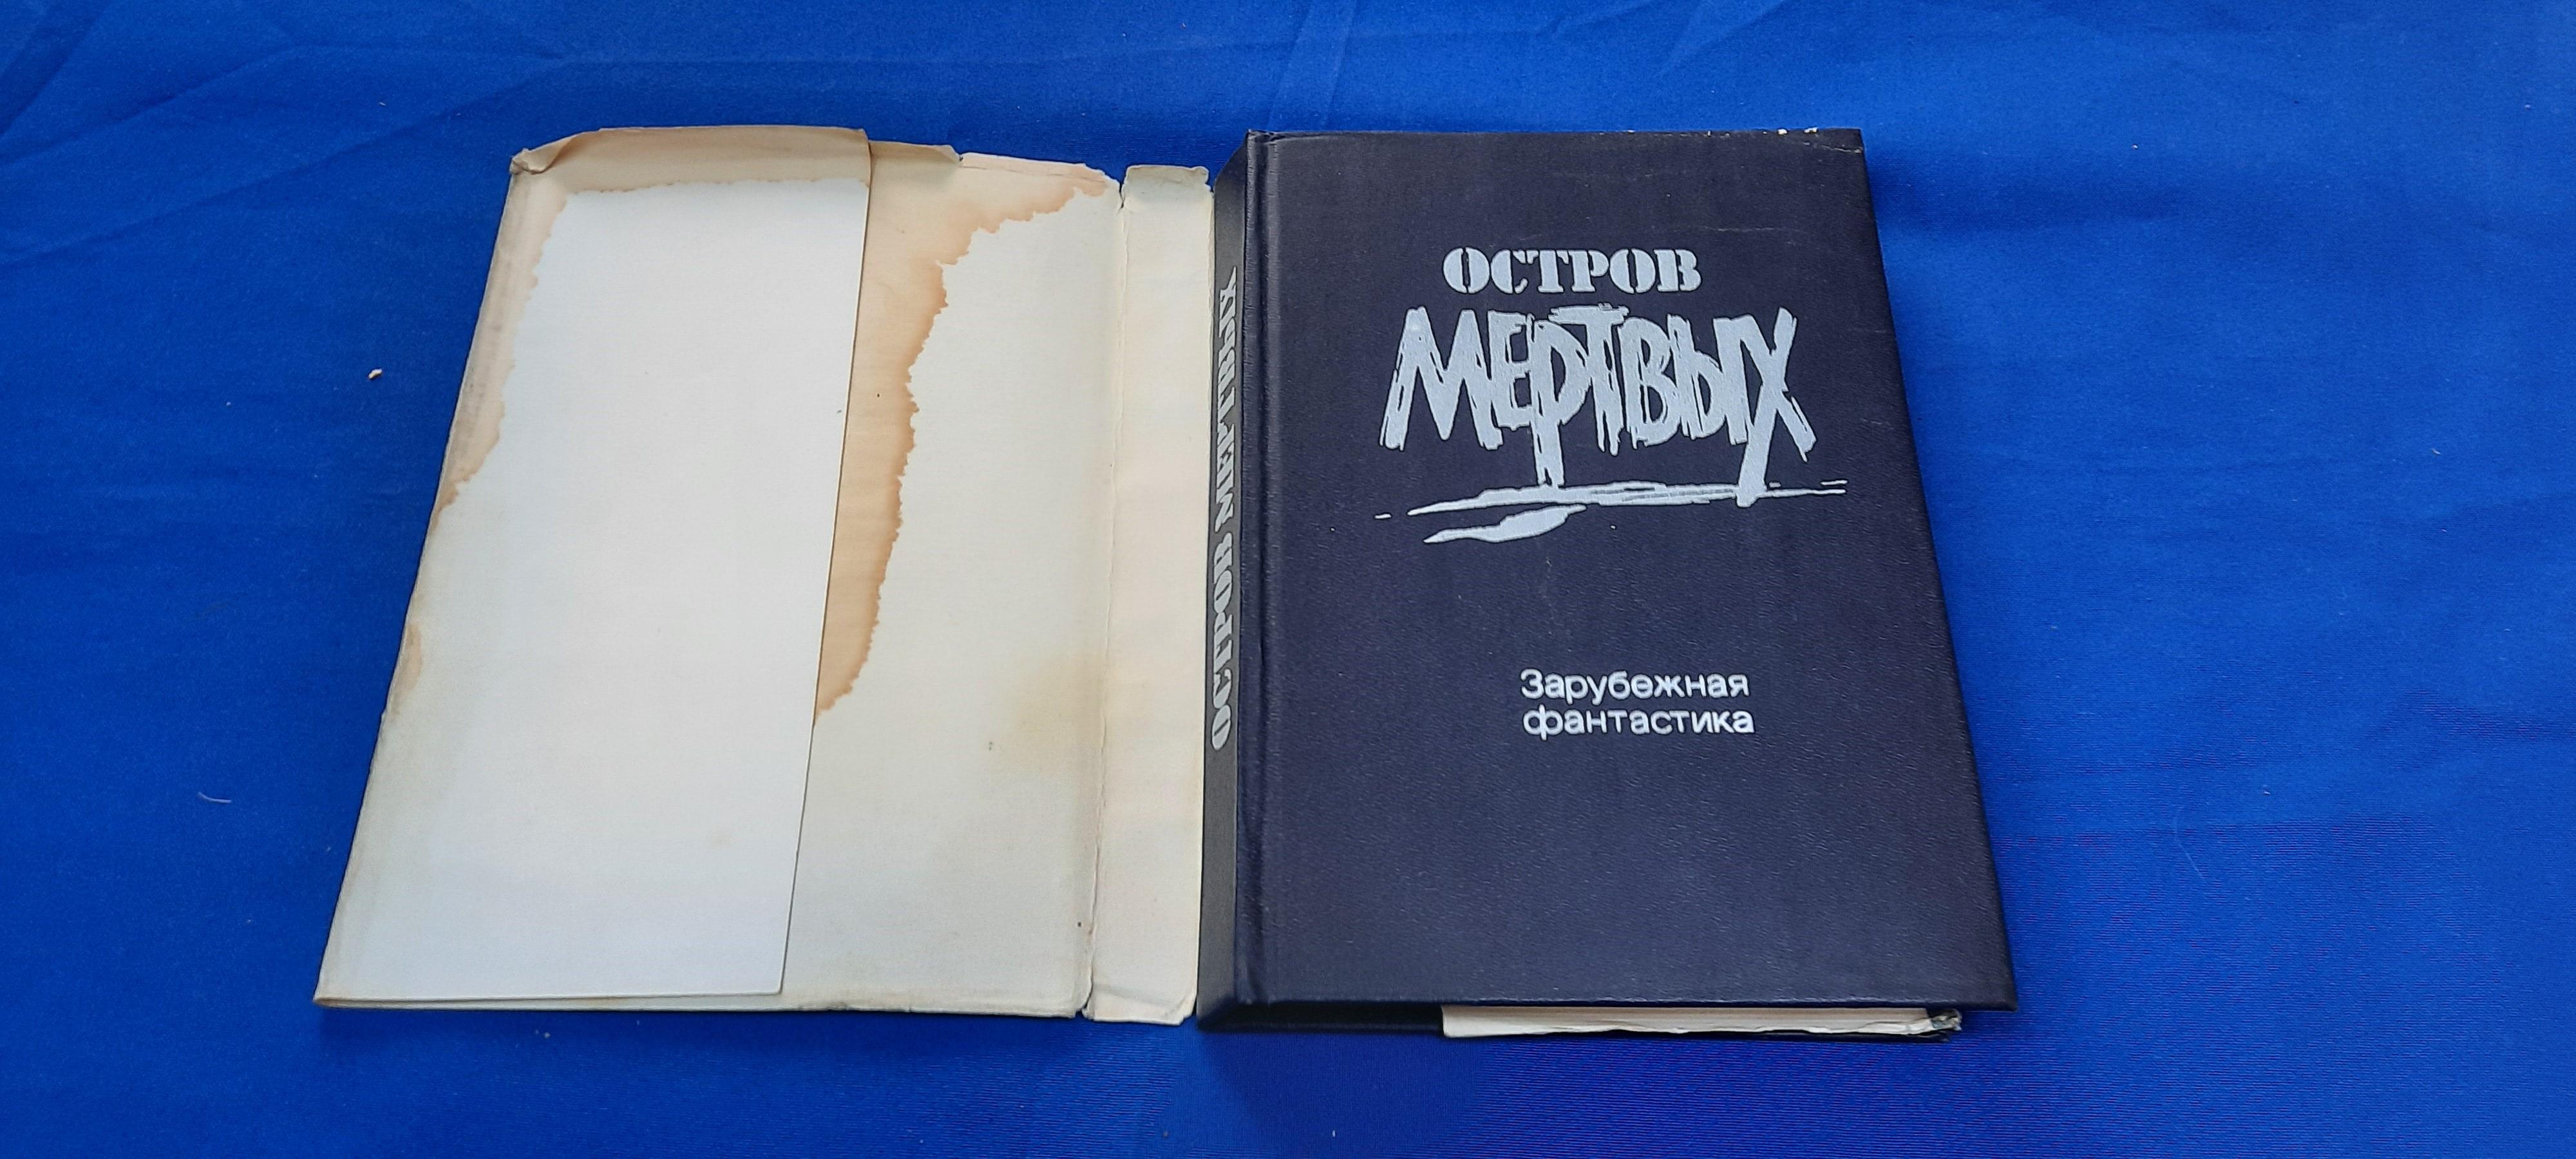 ОСТРОВ МЕРТВЫХ
ОСТРОВ
МЕРТВЫХ
Зарубежная
фантастика